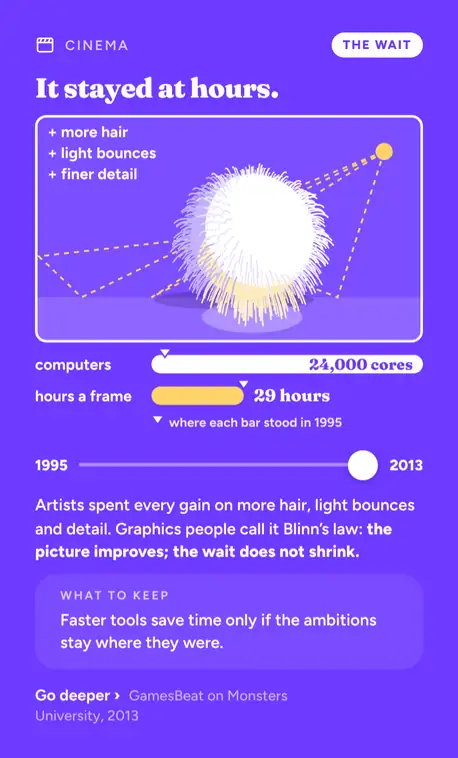 CINEMA
THE WAIT
It stayed at hours.
+ more hair
+ light bounces
+ finer detail
computers
24,000 cores
hours a frame
29 hours
where each bar stood in 1995
1995
2013
Artists spent every gain on more hair, light bounces
and detail. Graphics people call it Blinn’s law: the
picture improves; the wait does not shrink.
WHAT TO KEEP
Faster tools save time only if the ambitions
stay where they were.
Go deeper › GamesBeat on Monsters
University, 2013